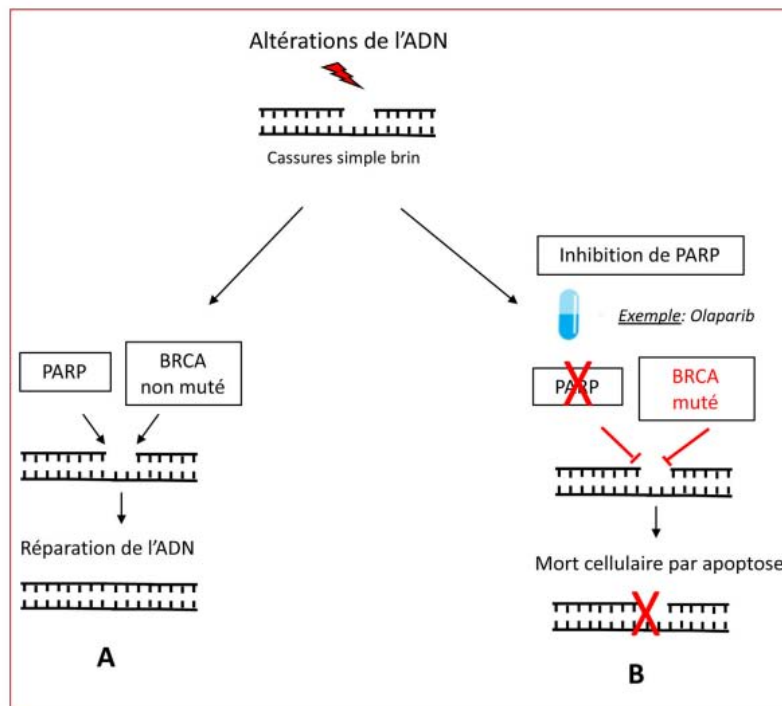 Altérations de l'ADN
Cassures simple brin
Inhibition de PARP
Exemple: Olaparib
PARP
BRCA
non muté
PARP
BRCA
muté
Réparation de l'ADN
Mort cellulaire par apoptose
A
B